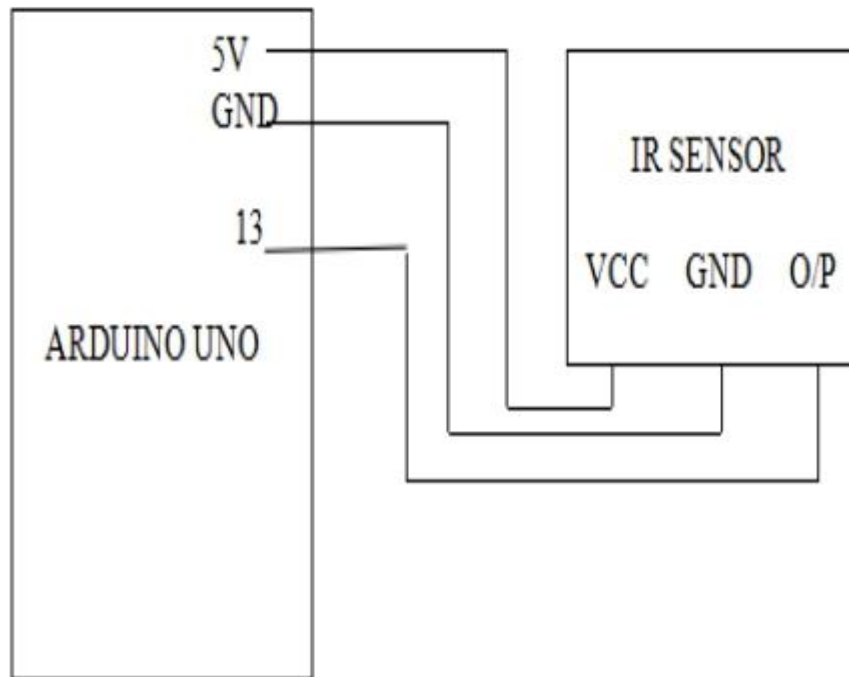 5V
GND
13
ARDUINO UNO
IR SENSOR
VCC GND O/P